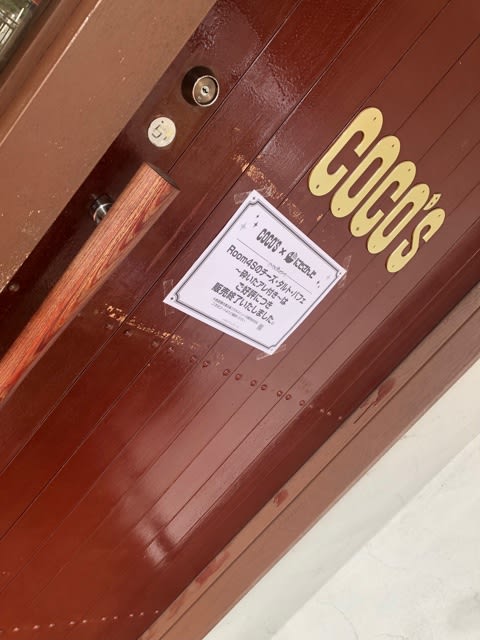 COCO'S
COCO'S × にじさんじ
Room4Sのチーズ・タルト・パフェ
～砕いたアレ付き～は
ご好評につき
販売終了いたしました。